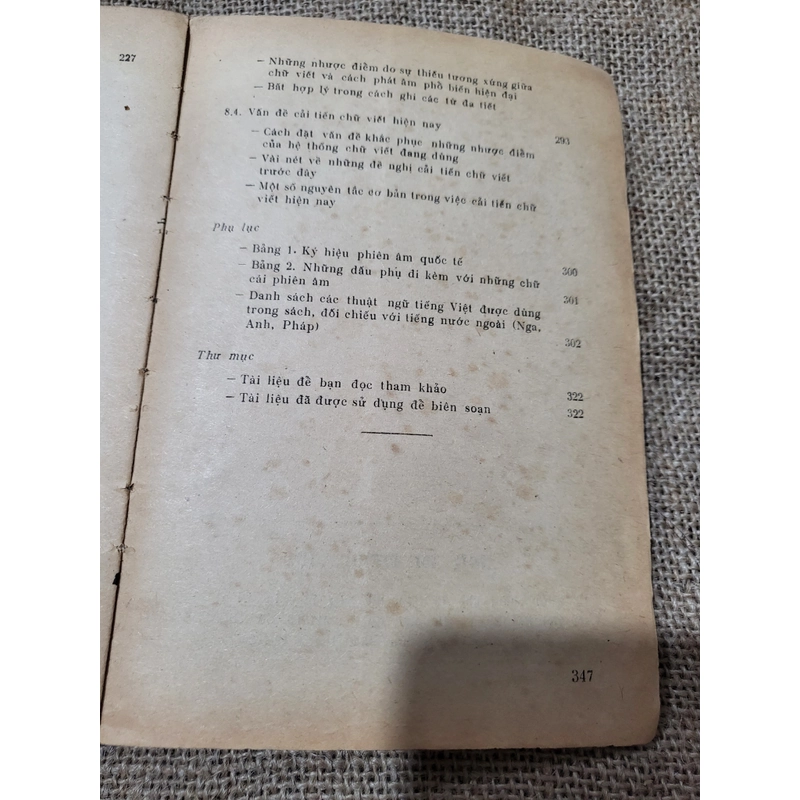 227
— Những nhược điểm do sự thiếu tương xứng giữa
chữ viết và cách phát âm phổ biến hiện đại
— Bất hợp lý trong cách ghi các từ đa tiết
8.4. Vấn đề cải tiến chữ viết hiện nay 293
— Cách đặt vấn đề khắc phục những nhược điểm
của hệ thống chữ viết đang dùng
— Vài nét về những đề nghị cải tiến chữ viết
trước đây
— Một số nguyên tắc cơ bản trong việc cải tiến chữ
viết hiện nay
Phụ lục
— Bảng 1. Ký hiệu phiên âm quốc tế 300
— Bảng 2. Những dấu phụ đi kèm với những chữ
cái phiên âm 301
— Danh sách các thuật ngữ tiếng Việt được dùng
trong sách, đối chiếu với tiếng nước ngoài (Nga,
Anh, Pháp) 302
Thư mục
— Tài liệu để bạn đọc tham khảo 322
— Tài liệu đã được sử dụng để biên soạn 322
347